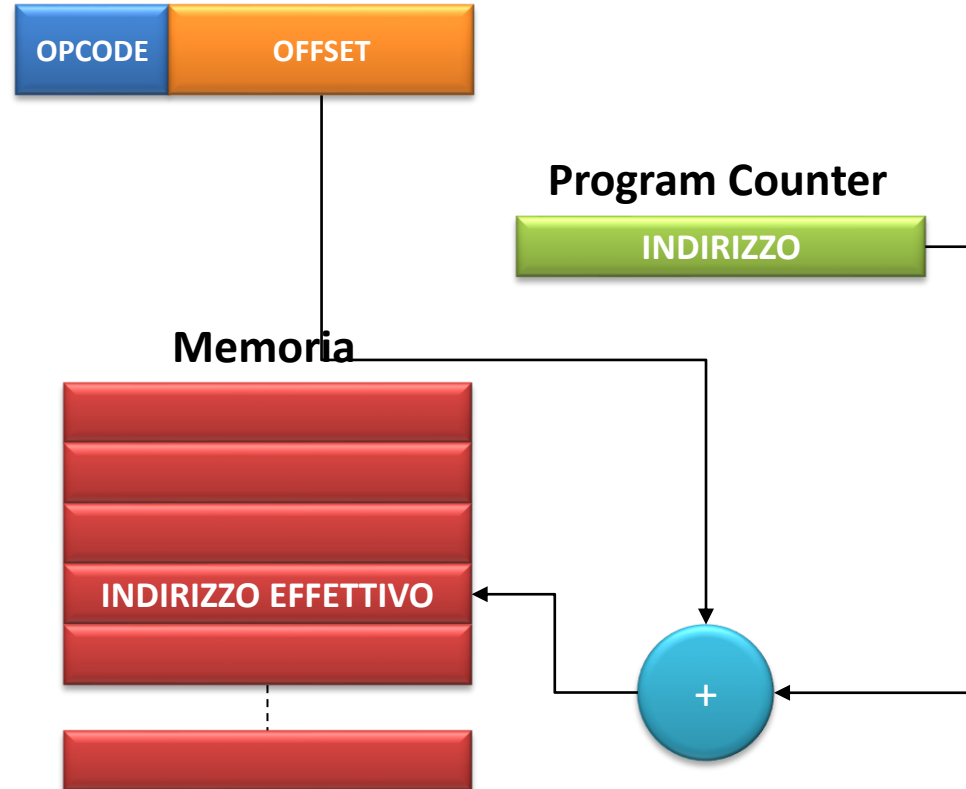 OPCODE OFFSET
Program Counter
INDIRIZZO
Memoria
INDIRIZZO EFFETTIVO
+